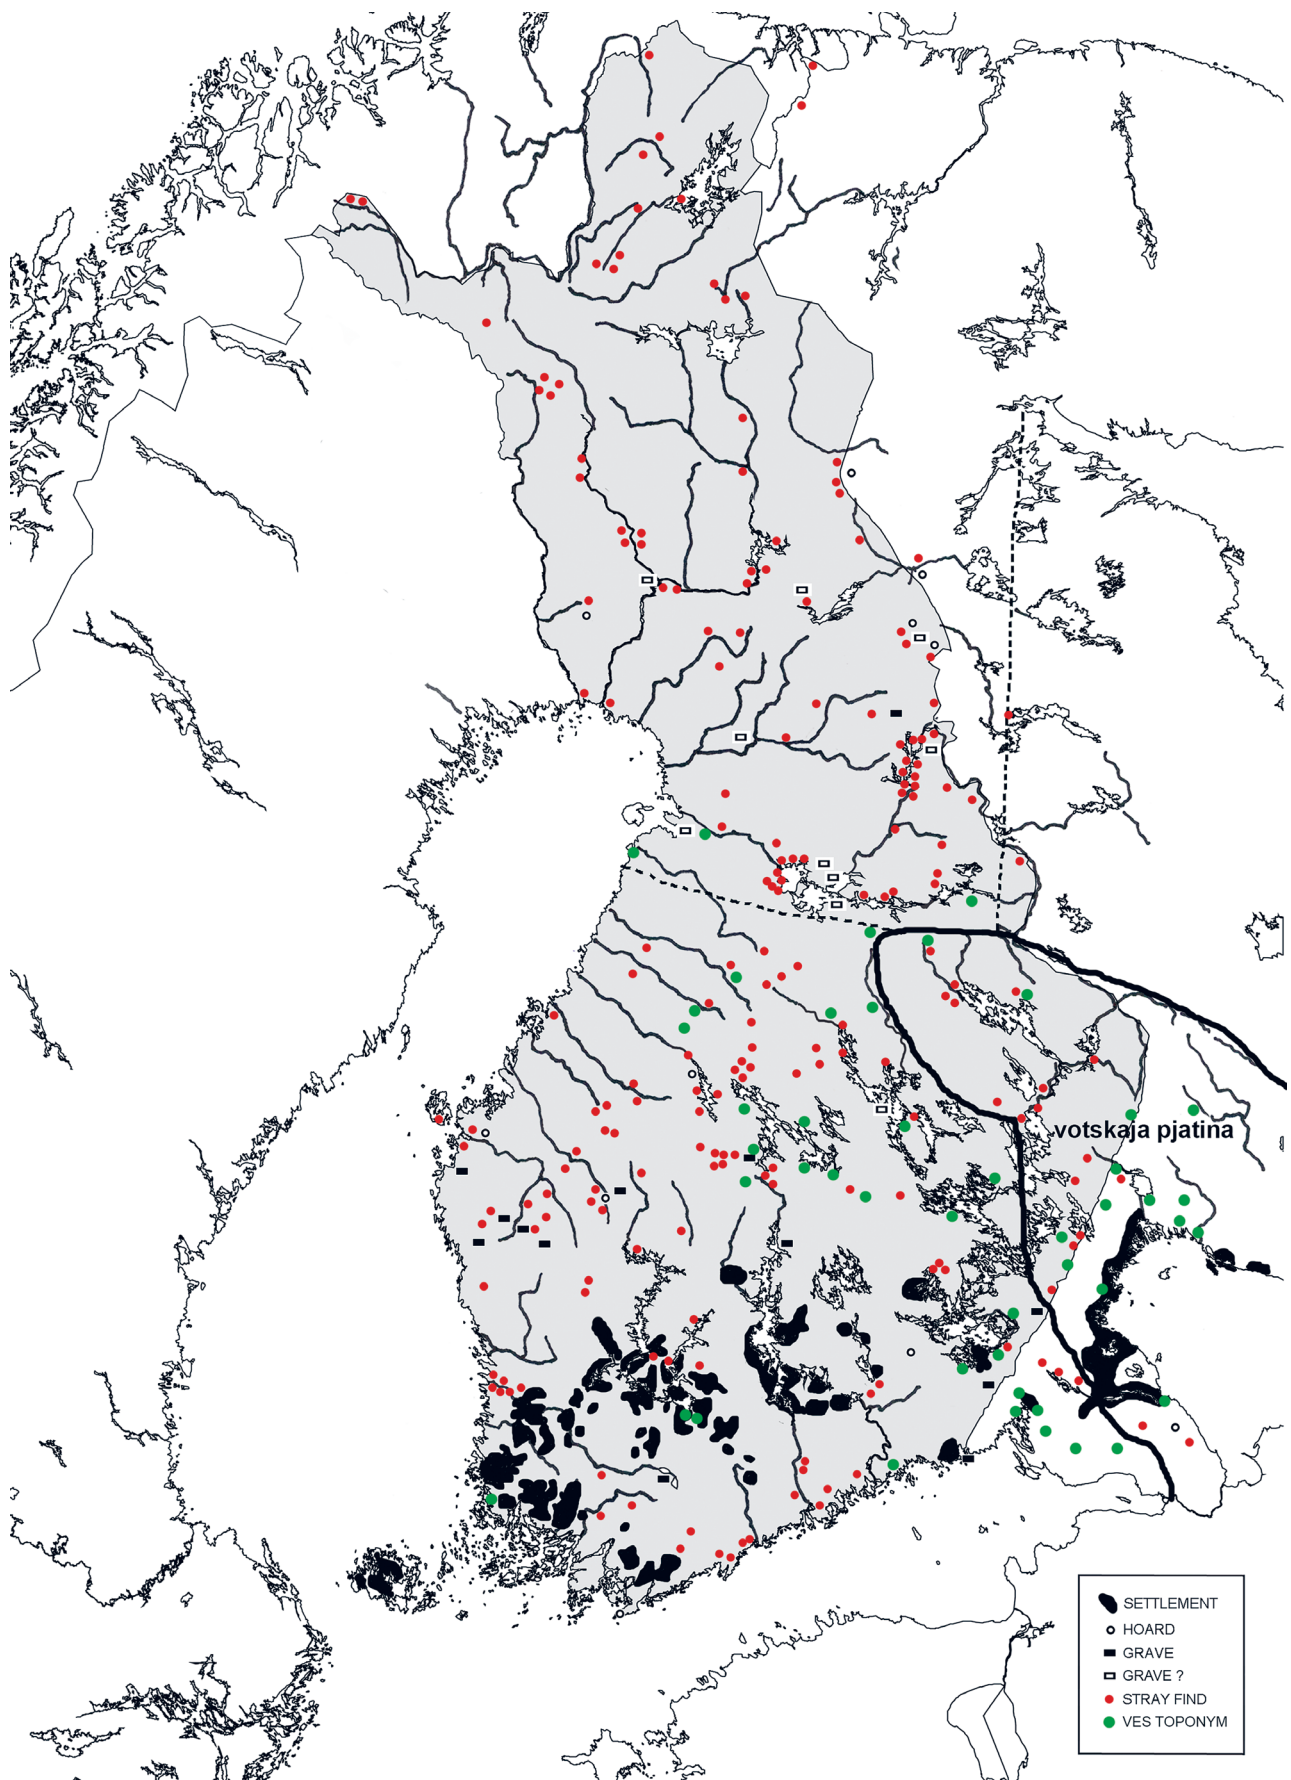 votskaja pjatina
SETTLEMENT
HOARD
GRAVE
GRAVE ?
STRAY FIND
VES TOPONYM